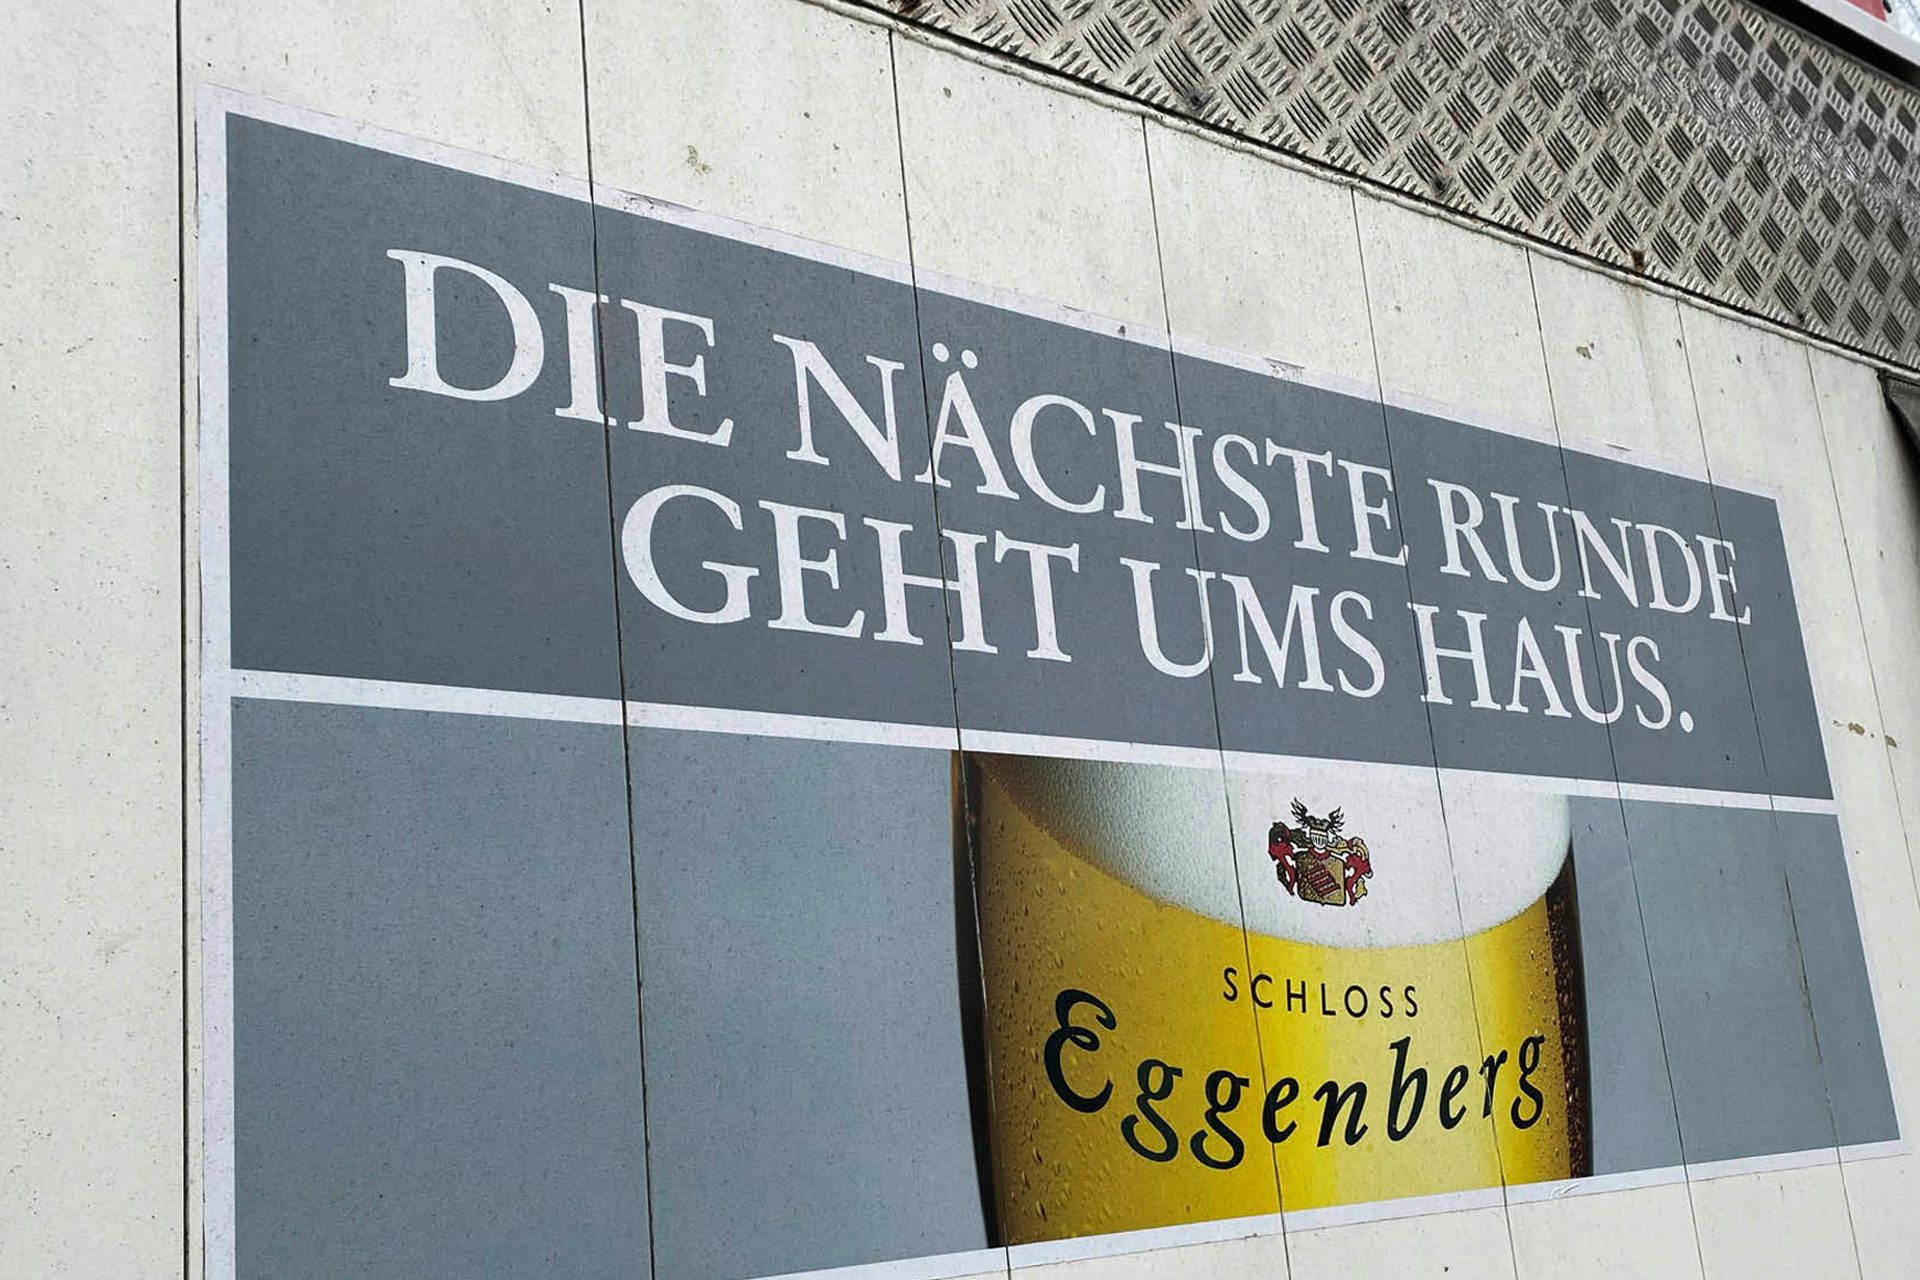 DIE NÄCHSTE RUNDE
GEHT UMS HAUS.
SCHLOSS
Eggenberg